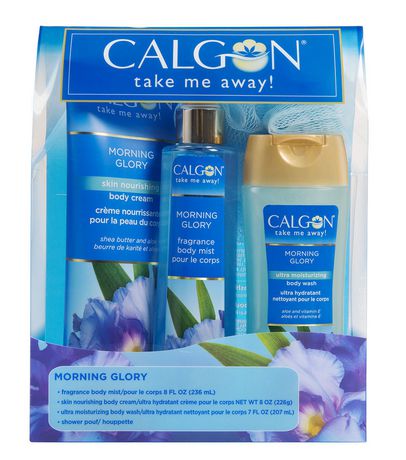 CALGON®
take me away!
CALGON
take me away!
MORNING
GLORY
skin nourishing
body cream
crème nourrissante
pour la peau du
shea butter and
beurre de karité et
CALGON
take me away!
MORNING
GLORY
fragrance
body mist
pour le corps
CALGON
take me away!
MORNING
GLORY
ultra moisturizing
body wash
ultra hydratant
nettoyant pour le corps
aloe and vitamin E
aloès et vitamine E
MORNING GLORY
• fragrance body mist/pour le corps 8 FL OZ (236 mL)
• skin nourishing body cream/ultra hydratant crème pour le corps NET WT 8 OZ (226g)
• ultra moisturizing body wash/ultra hydratant nettoyant pour le corps 7 FL OZ (207 mL)
• shower pouf/ houppette